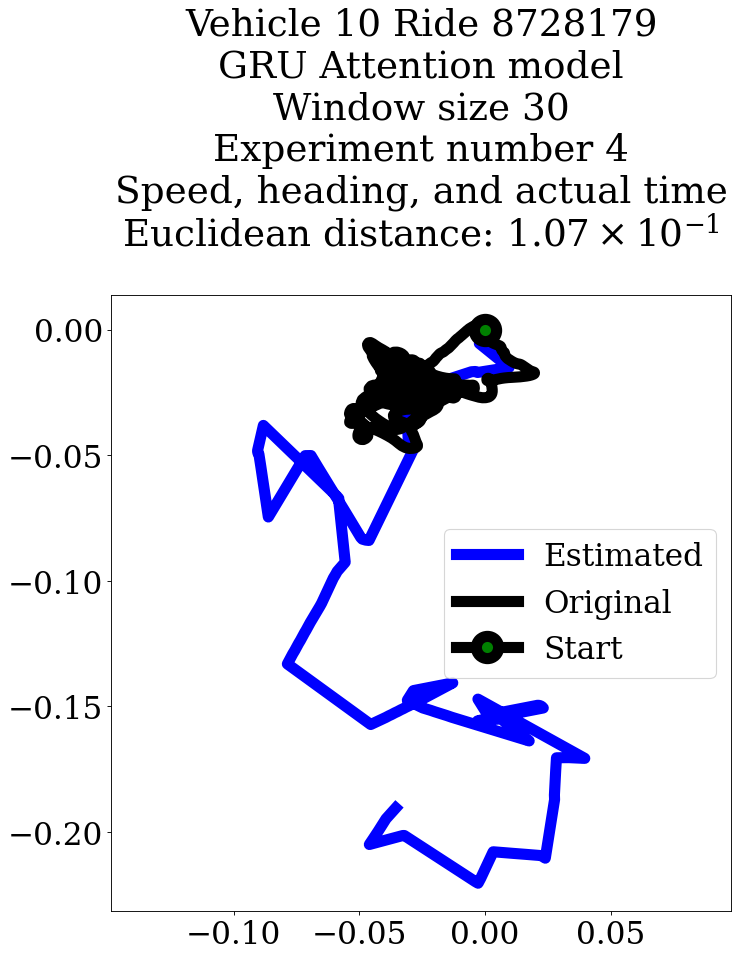 Vehicle 10 Ride 8728179
GRU Attention model
Window size 30
Experiment number 4
Speed, heading, and actual time
Euclidean distance: 1.07 × 10⁻¹
0.00
−0.05
−0.10
−0.15
−0.20
Estimated
Original
Start
−0.10 −0.05 0.00 0.05